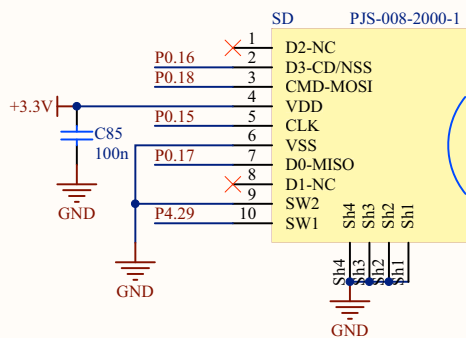 SD PJS-008-2000-1
1 D2-NC
P0.16 2 D3-CD/NSS
P0.18 3 CMD-MOSI
+3.3V 4 VDD
P0.15 5 CLK
C85
100n
6 VSS
P0.17 7 D0-MISO
8 D1-NC
9 SW2
P4.29 10 SW1
GND
Sh4 Sh3 Sh2 Sh1
Sh4 Sh3 Sh2 Sh1
GND
GND